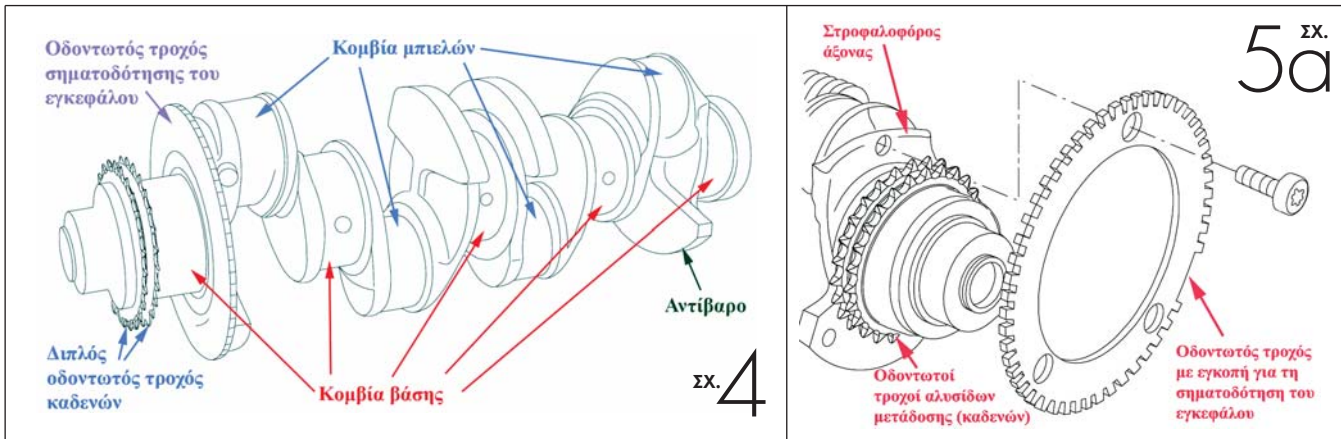 Οδοντωτός τροχός
σηματοδότησης του
εγκεφάλου
Κομβία μπιελών
Αντίβαρο
Διπλός
οδοντωτός τροχός
καδενών
Κομβία βάσης
ΣΧ. 4
ΣΧ.
5a
Στροφαλοφόρος
άξονας
Οδοντωτοί
τροχοί αλυσίδων
μετάδοσης (καδενών)
Οδοντωτός τροχός
με εγκοπή για τη
σηματοδότηση του
εγκεφάλου